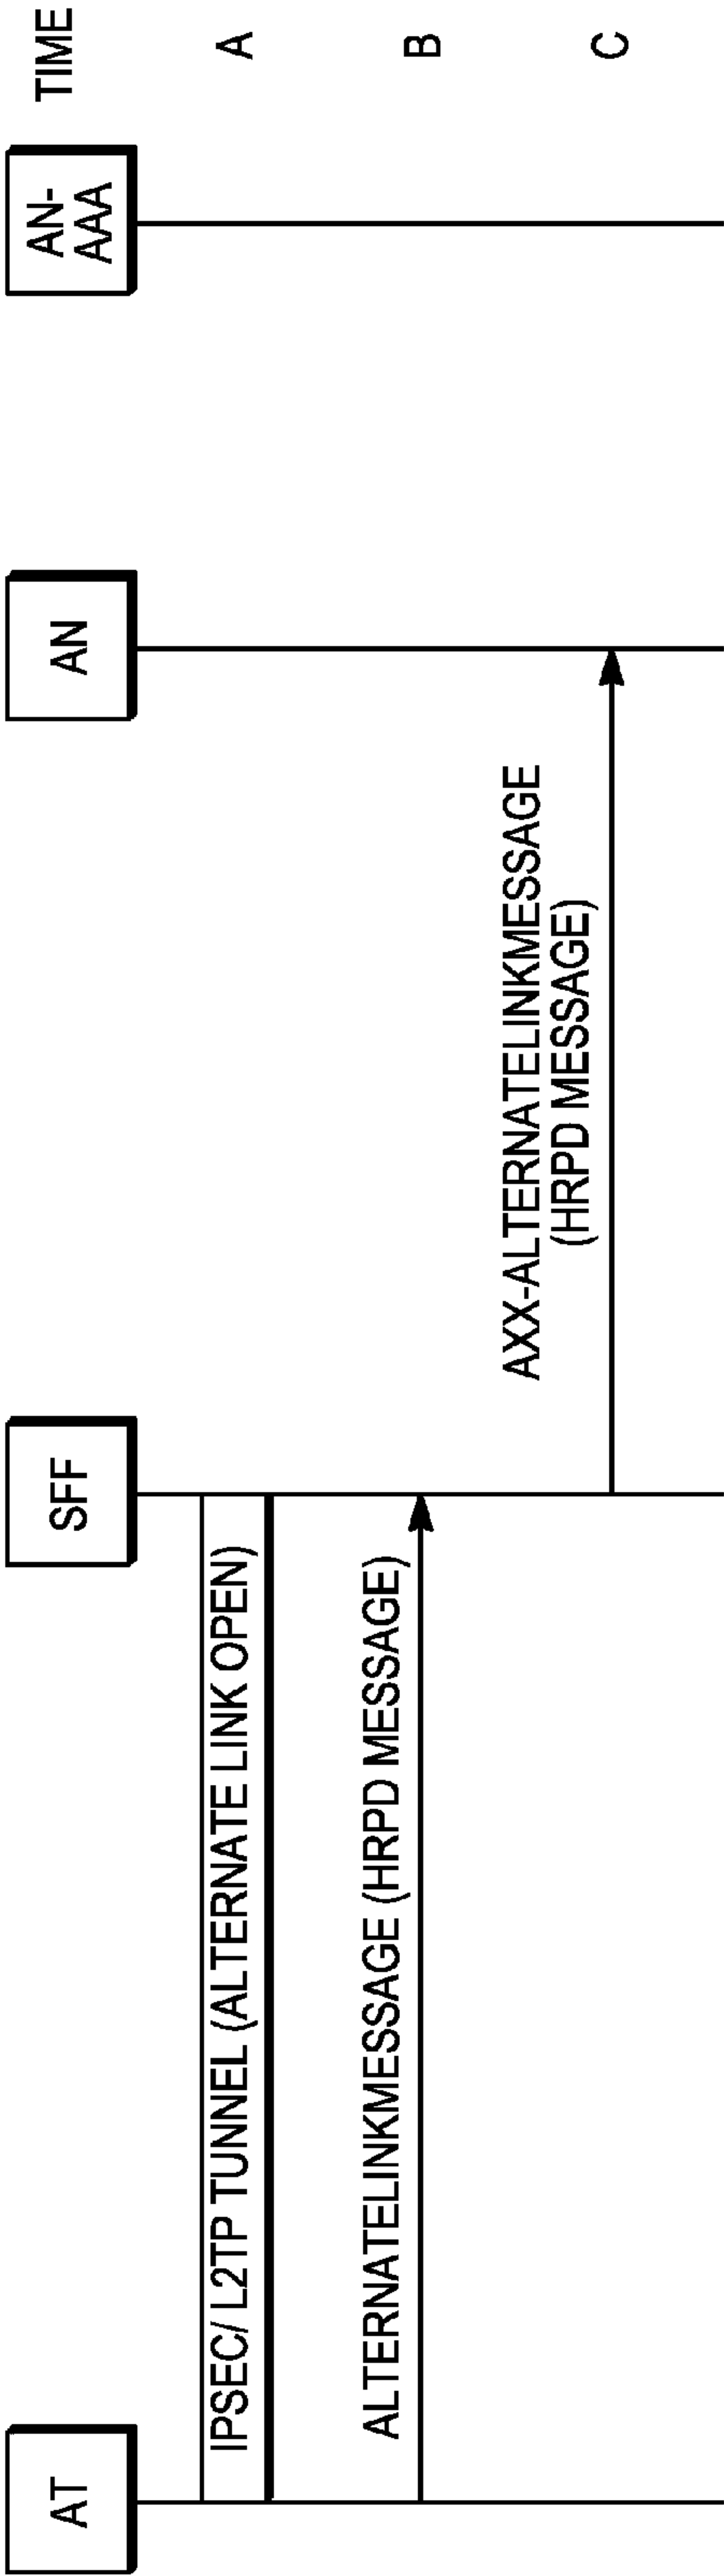 AT
SFF
AN
AN-
AAA
TIME
IPSEC/ L2TP TUNNEL (ALTERNATE LINK OPEN)
A
ALTERNATELINKMESSAGE (HRPD MESSAGE)
B
AXX-ALTERNATELINKMESSAGE
(HRPD MESSAGE)
C